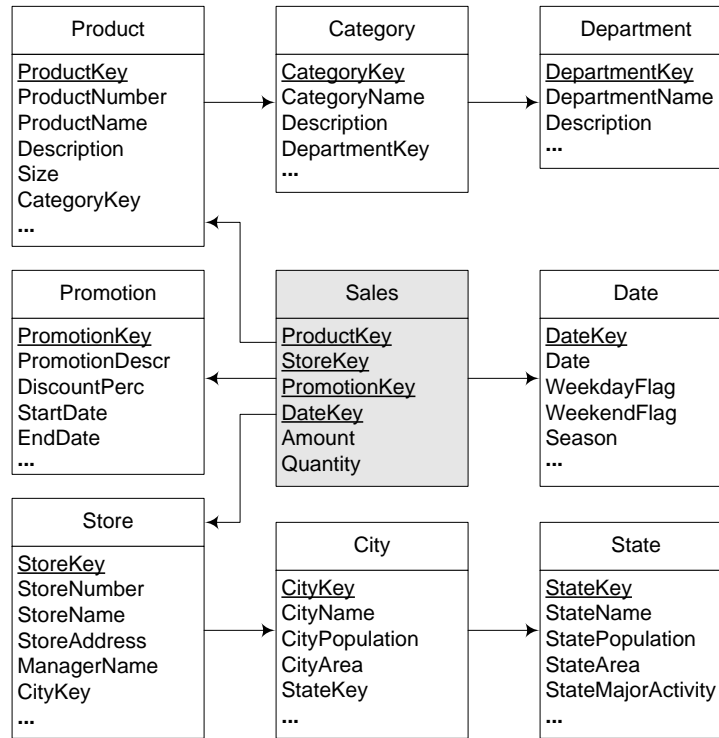 Product
ProductKey
ProductNumber
ProductName
Description
Size
CategoryKey
...
Category
CategoryKey
CategoryName
Description
DepartmentKey
...
Department
DepartmentKey
DepartmentName
Description
...
Promotion
PromotionKey
PromotionDescr
DiscountPerc
StartDate
EndDate
...
Sales
ProductKey
StoreKey
PromotionKey
DateKey
Amount
Quantity
Date
DateKey
Date
WeekdayFlag
WeekendFlag
Season
...
Store
StoreKey
StoreNumber
StoreName
StoreAddress
ManagerName
CityKey
...
City
CityKey
CityName
CityPopulation
CityArea
StateKey
...
State
StateKey
StateName
StatePopulation
StateArea
StateMajorActivity
...